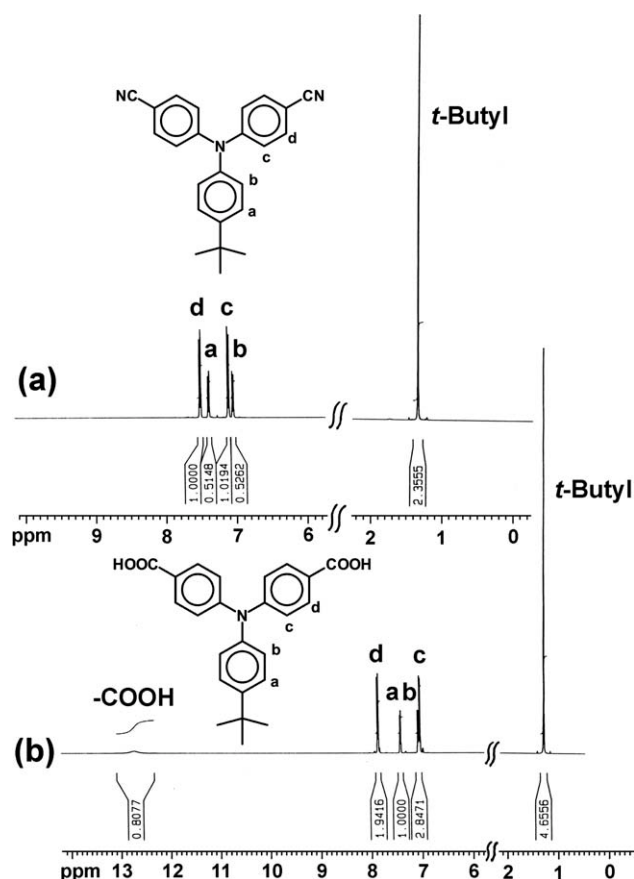 NC CN
N d
c
b
a
t-Butyl
d c
a b
(a)
1.0000 0.5148 1.0194 0.5262 2.3555
ppm 9 8 7 6 2 1 0
t-Butyl
HOOC COOH
N d
c
b
a
-COOH
d c
a b
(b)
0.8077 1.9416 1.0000 2.8471 4.6556
ppm 13 12 11 10 9 8 7 6 2 1 0